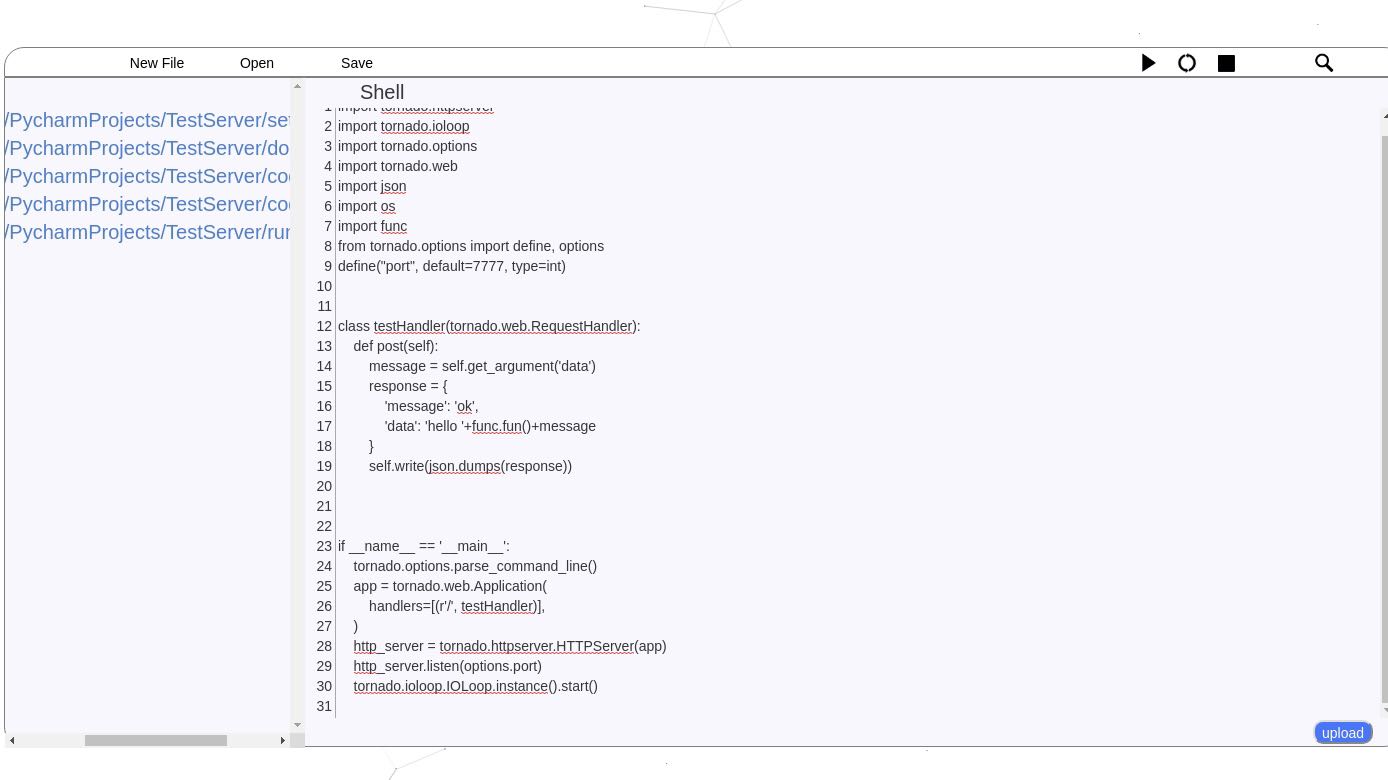 New File Open Save
Shell
/PycharmProjects/TestServer/set
/PycharmProjects/TestServer/do
/PycharmProjects/TestServer/coo
/PycharmProjects/TestServer/coo
/PycharmProjects/TestServer/run
1 import tornado.httpserver
2 import tornado.ioloop
3 import tornado.options
4 import tornado.web
5 import json
6 import os
7 import func
8 from tornado.options import define, options
9 define("port", default=7777, type=int)
10
11
12 class testHandler(tornado.web.RequestHandler):
13     def post(self):
14         message = self.get_argument('data')
15         response = {
16             'message': 'ok',
17             'data': 'hello '+func.fun()+message
18         }
19         self.write(json.dumps(response))
20
21
22
23 if __name__ == '__main__':
24     tornado.options.parse_command_line()
25     app = tornado.web.Application(
26         handlers=[(r'/', testHandler)],
27     )
28     http_server = tornado.httpserver.HTTPServer(app)
29     http_server.listen(options.port)
30     tornado.ioloop.IOLoop.instance().start()
31
upload